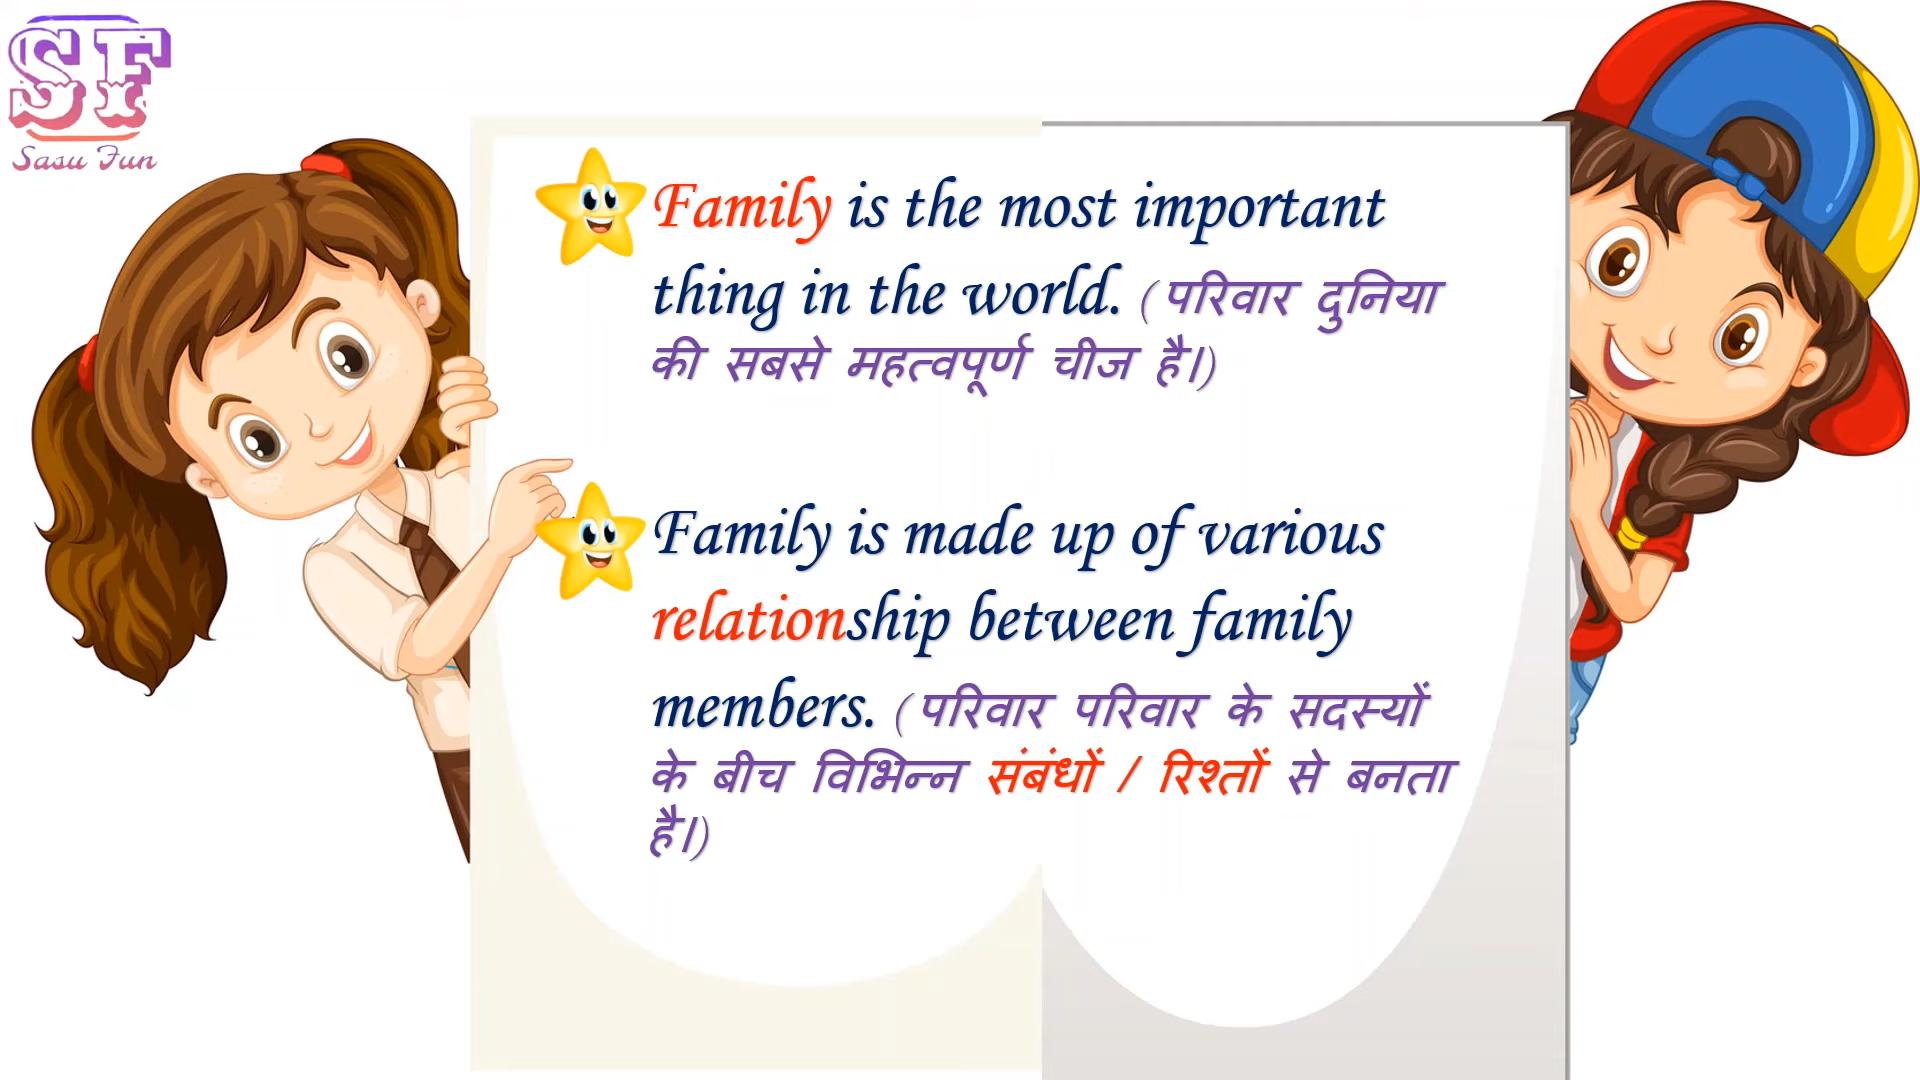 SF
Sasu Fun
Family is the most important
thing in the world. (परिवार दुनिया
की सबसे महत्वपूर्ण चीज है।)
Family is made up of various
relationship between family
members. (परिवार परिवार के सदस्यों
के बीच विभिन्न संबंधों / रिश्तों से बनता
है।)